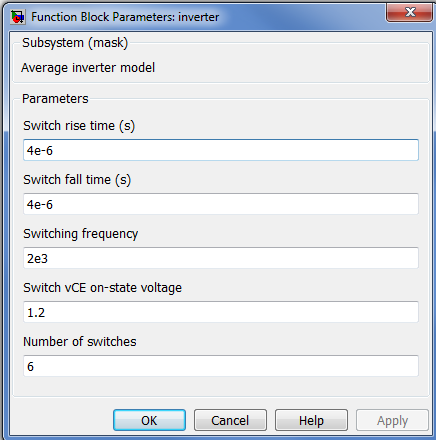 Function Block Parameters: inverter
Subsystem (mask)
Average inverter model
Parameters
Switch rise time (s)
4e-6
Switch fall time (s)
4e-6
Switching frequency
2e3
Switch vCE on-state voltage
1.2
Number of switches
6
OK Cancel Help Apply